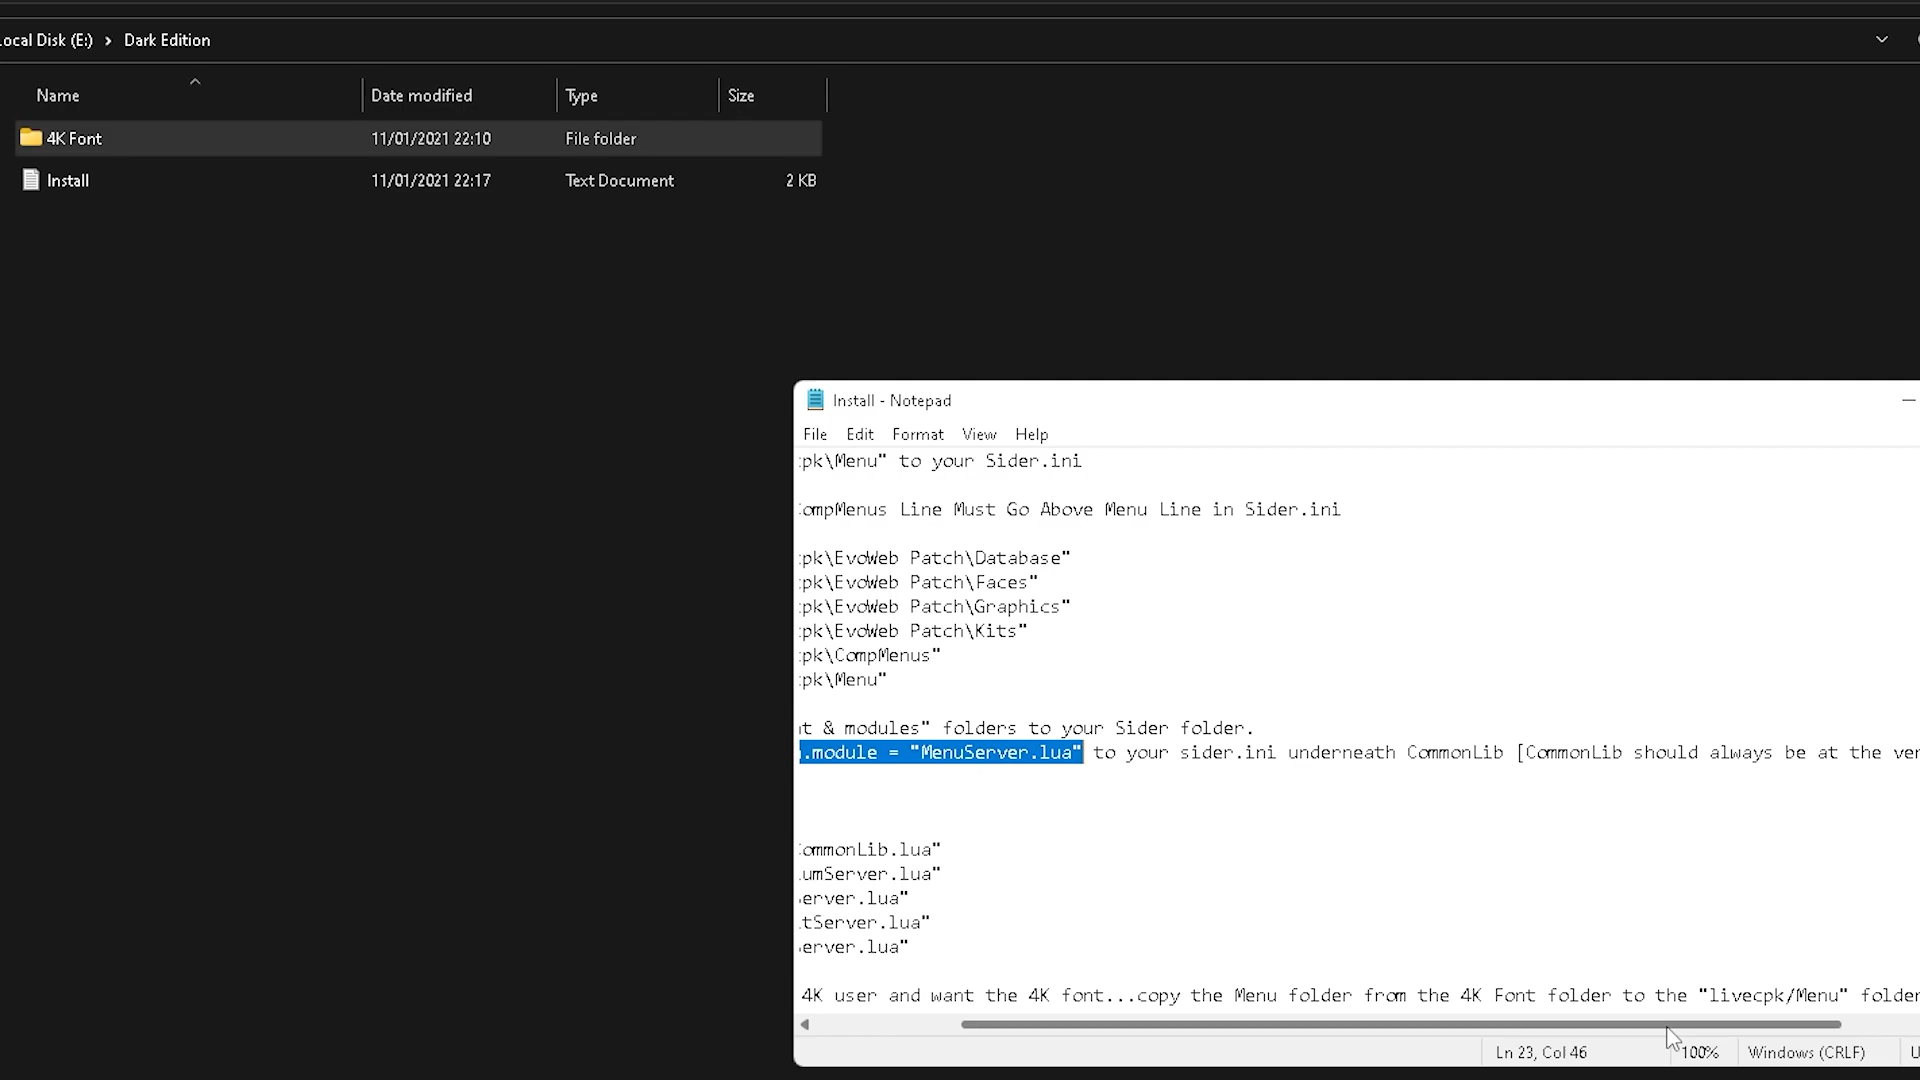 Local Disk (E:) > Dark Edition
Name Date modified Type Size
4K Font 11/01/2021 22:10 File folder
Install 11/01/2021 22:17 Text Document 2 KB
Install - Notepad
File Edit Format View Help
pk\Menu" to your Sider.ini
ompMenus Line Must Go Above Menu Line in Sider.ini
pk\EvoWeb Patch\Database"
pk\EvoWeb Patch\Faces"
pk\EvoWeb Patch\Graphics"
pk\EvoWeb Patch\Kits"
pk\CompMenus"
pk\Menu"
t & modules" folders to your Sider folder.
.module = "MenuServer.lua" to your sider.ini underneath CommonLib [CommonLib should always be at the ver
ommonLib.lua"
umServer.lua"
erver.lua"
tServer.lua"
erver.lua"
4K user and want the 4K font...copy the Menu folder from the 4K Font folder to the "livecpk/Menu" folder
Ln 23, Col 46 100% Windows (CRLF) U